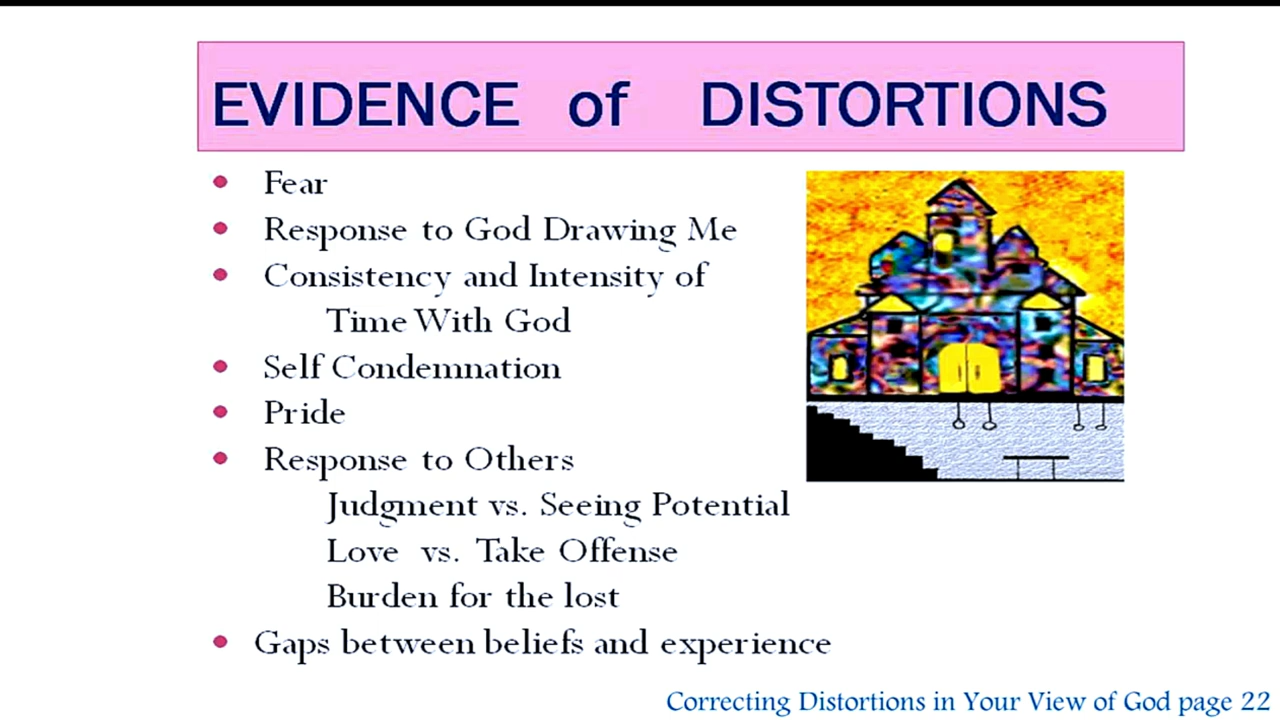 EVIDENCE of DISTORTIONS
Fear
Response to God Drawing Me
Consistency and Intensity of
Time With God
Self Condemnation
Pride
Response to Others
Judgment vs. Seeing Potential
Love vs. Take Offense
Burden for the lost
Gaps between beliefs and experience
Correcting Distortions in Your View of God page 22